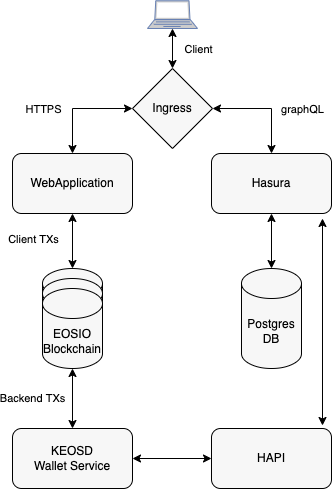 Client
Ingress
HTTPS
graphQL
WebApplication
Hasura
Client TXs
EOSIO
Blockchain
Postgres
DB
Backend TXs
KEOSD
Wallet Service
HAPI